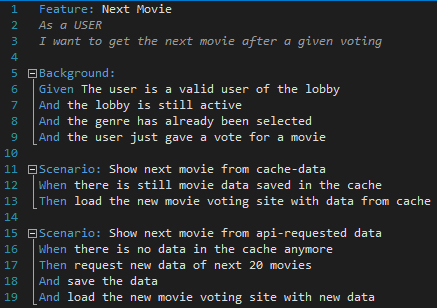 1 Feature: Next Movie
2 As a USER
3 I want to get the next movie after a given voting
4
5 Background:
6 Given The user is a valid user of the lobby
7 And the lobby is still active
8 And the genre has already been selected
9 And the user just gave a vote for a movie
10
11 Scenario: Show next movie from cache-data
12 When there is still movie data saved in the cache
13 Then load the new movie voting site with data from cache
14
15 Scenario: Show next movie from api-requested data
16 When there is no data in the cache anymore
17 Then request new data of next 20 movies
18 And save the data
19 And load the new movie voting site with new data